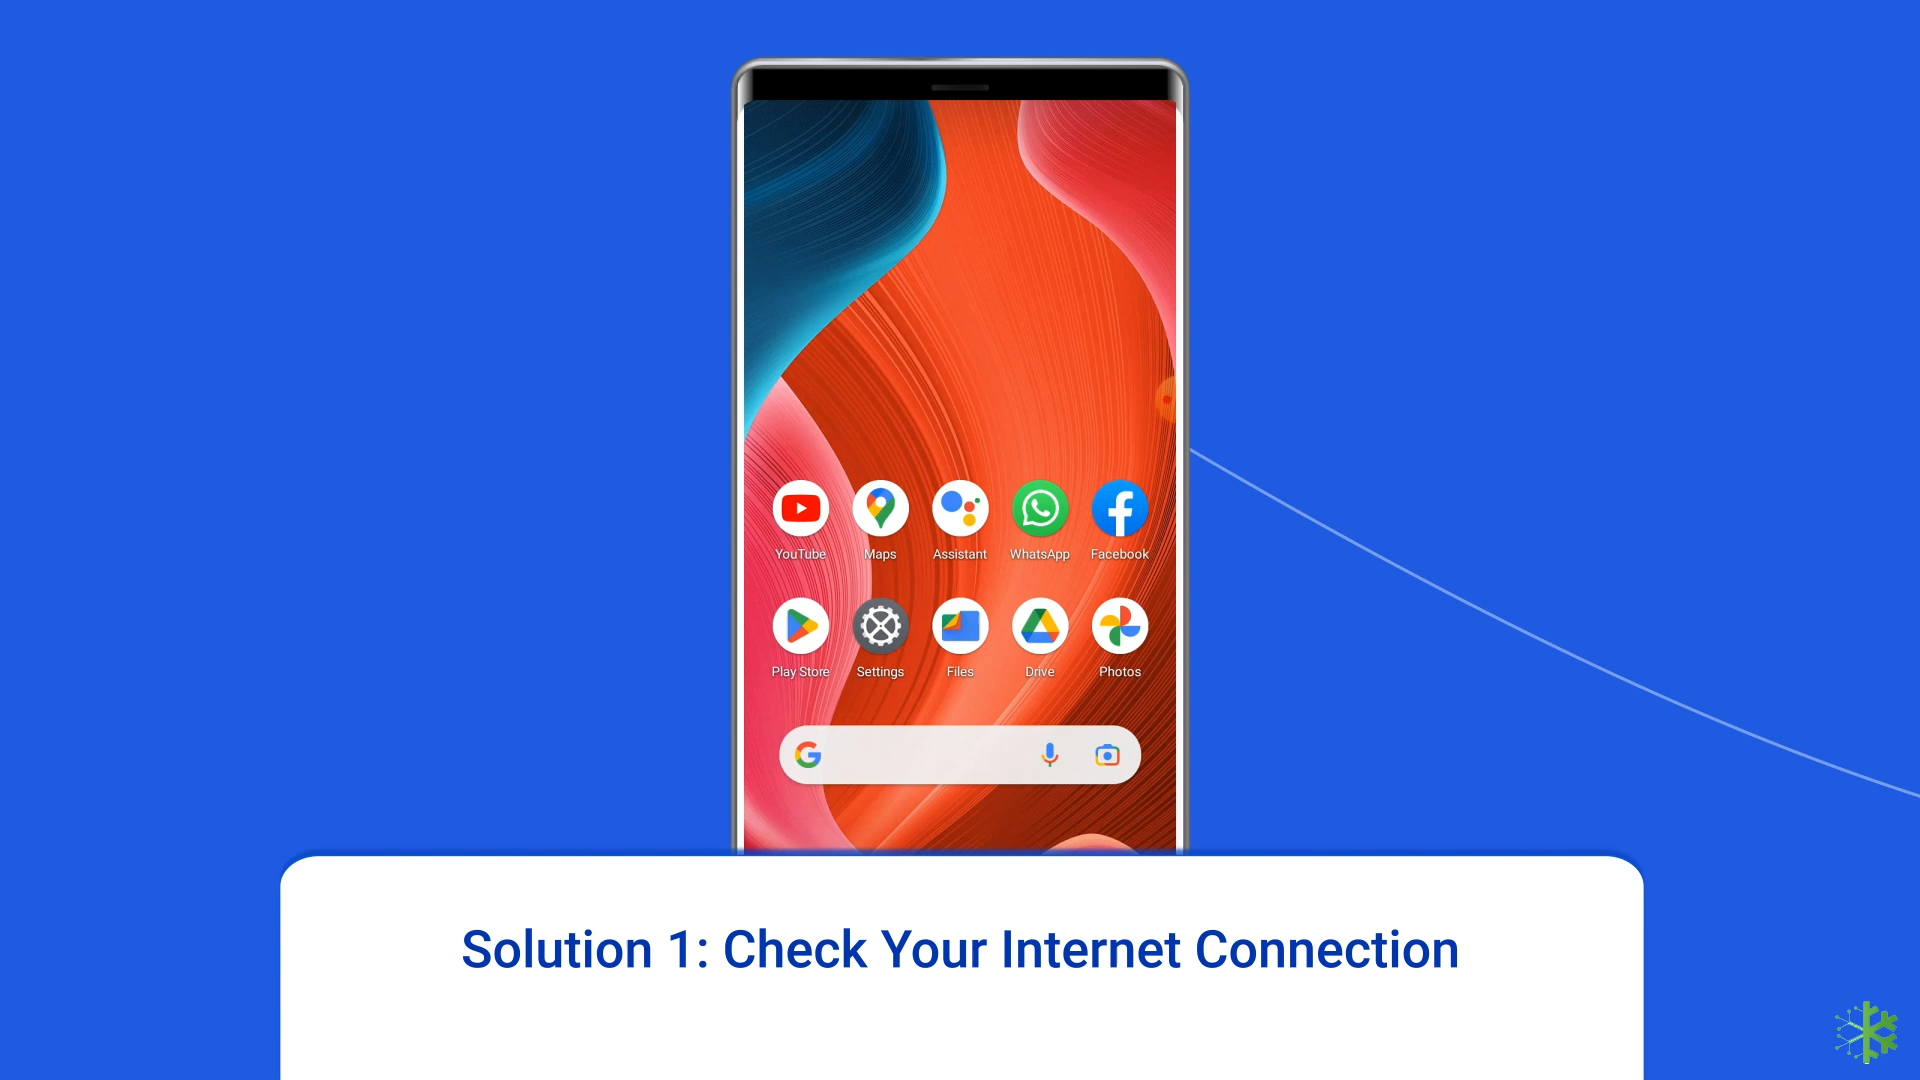 YouTube Maps Assistant WhatsApp Facebook
Play Store Settings Files Drive Photos
Solution 1: Check Your Internet Connection